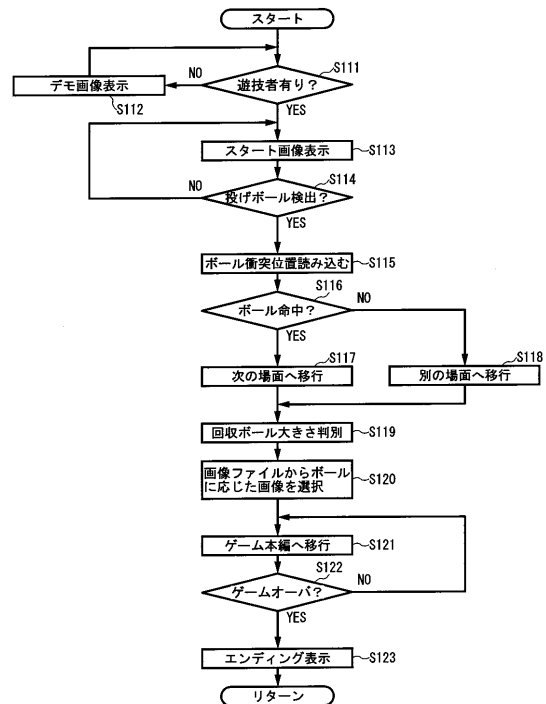 スタート
遊技者有り?
S111
NO
デモ画像表示
S112
YES
スタート画像表示
S113
S114
NO
投げボール検出?
YES
ボール衝突位置読み込む
S115
S116
ボール命中?
NO
YES
S117
次の場面へ移行
S118
別の場面へ移行
回収ボール大きさ判別
S119
画像ファイルからボール
に応じた画像を選択
S120
ゲーム本編へ移行
S121
S122
ゲームオーバ?
NO
YES
エンディング表示
S123
リターン